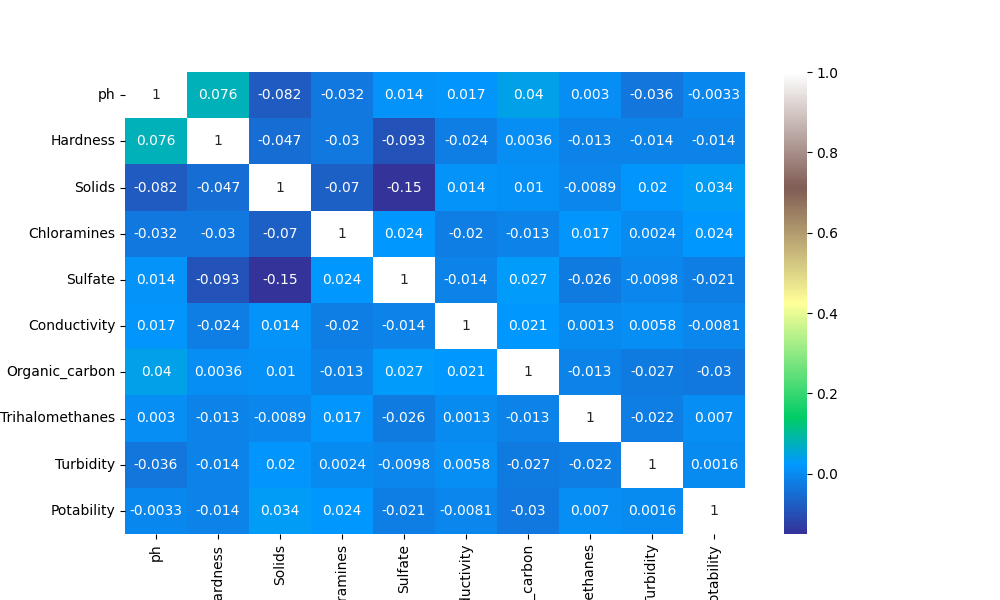 ph 1 0.076 -0.082 -0.032 0.014 0.017 0.04 0.003 -0.036 -0.0033
Hardness 0.076 1 -0.047 -0.03 -0.093 -0.024 0.0036 -0.013 -0.014 -0.014
Solids -0.082 -0.047 1 -0.07 -0.15 0.014 0.01 -0.0089 0.02 0.034
Chloramines -0.032 -0.03 -0.07 1 0.024 -0.02 -0.013 0.017 0.0024 0.024
Sulfate 0.014 -0.093 -0.15 0.024 1 -0.014 0.027 -0.026 -0.0098 -0.021
Conductivity 0.017 -0.024 0.014 -0.02 -0.014 1 0.021 0.0013 0.0058 -0.0081
Organic_carbon 0.04 0.0036 0.01 -0.013 0.027 0.021 1 -0.013 -0.027 -0.03
Trihalomethanes 0.003 -0.013 -0.0089 0.017 -0.026 0.0013 -0.013 1 -0.022 0.007
Turbidity -0.036 -0.014 0.02 0.0024 -0.0098 0.0058 -0.027 -0.022 1 0.0016
Potability -0.0033 -0.014 0.034 0.024 -0.021 -0.0081 -0.03 0.007 0.0016 1
ph
ardness
Solids
ramines
Sulfate
ductivity
_carbon
ethanes
Turbidity
otability
1.0
0.8
0.6
0.4
0.2
0.0